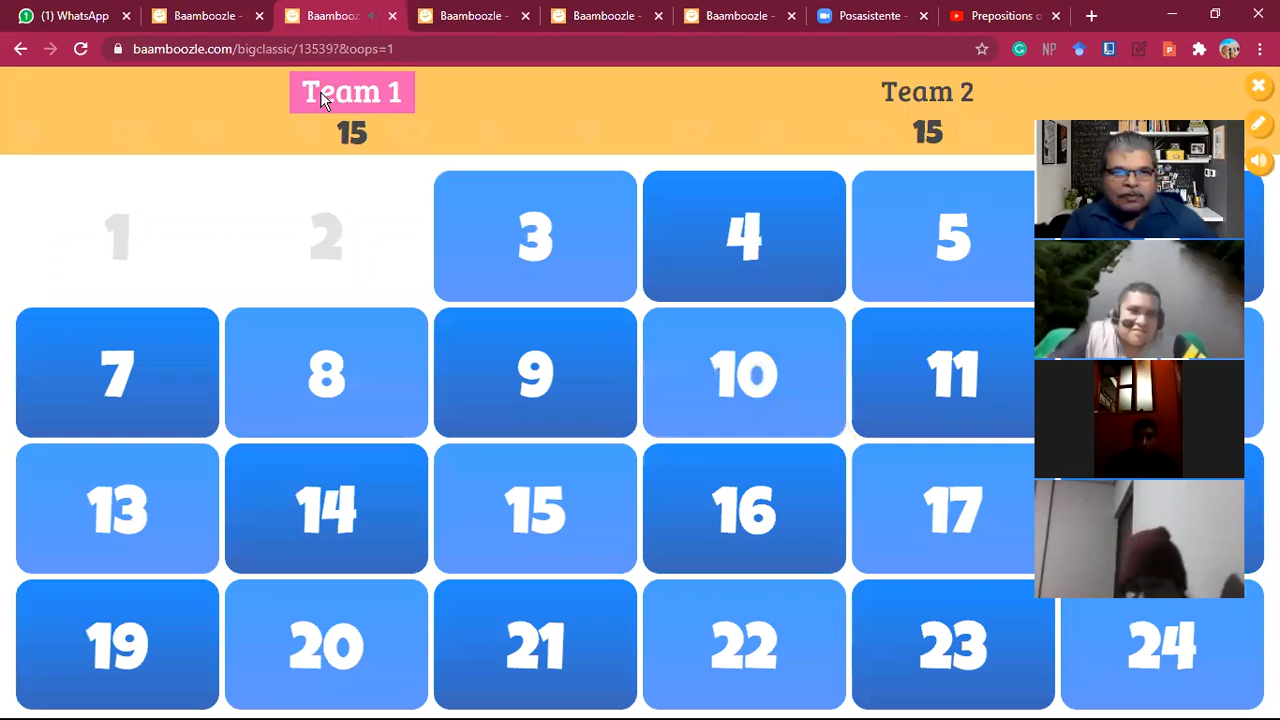 (1) WhatsApp
Baamboozle -
Baamboozle
Baamboozle -
Baamboozle -
Baamboozle -
Posasistente -
Prepositions o
baamboozle.com/bigclassic/13539?&oops=1
NP
Team 1
Team 2
15
15
1
2
3
4
5
7
8
9
10
11
13
14
15
16
17
19
20
21
22
23
24